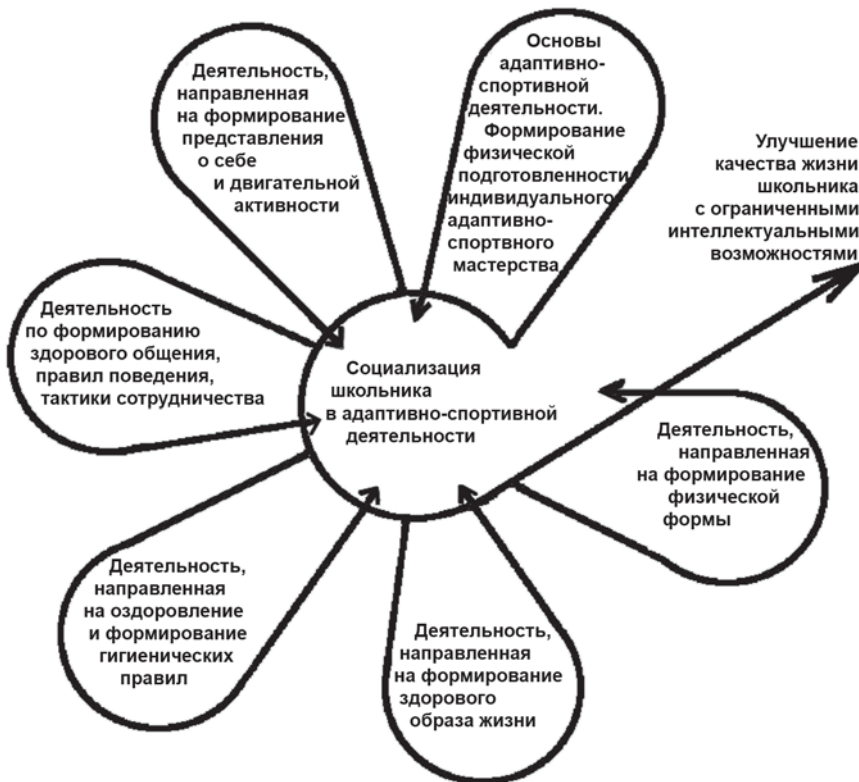 Деятельность,
направленная
на формирование
представления
о себе
и двигательной
активности
Основы
адаптивно-
спортивной
деятельности.
Формирование
физической
подготовленности,
индивидуального
адаптивно-
спортвного
мастерства
Улучшение
качества жизни
школьника
с ограниченными
интеллектуальными
возможностями
Деятельность
по формированию
здорового общения,
правил поведения,
тактики сотрудничества
Социализация
школьника
в адаптивно-спортивной
деятельности
Деятельность,
направленная
на формирование
физической
формы
Деятельность,
направленная
на оздоровление
и формирование
гигиенических
правил
Деятельность,
направленная
на формирование
здорового
образа жизни